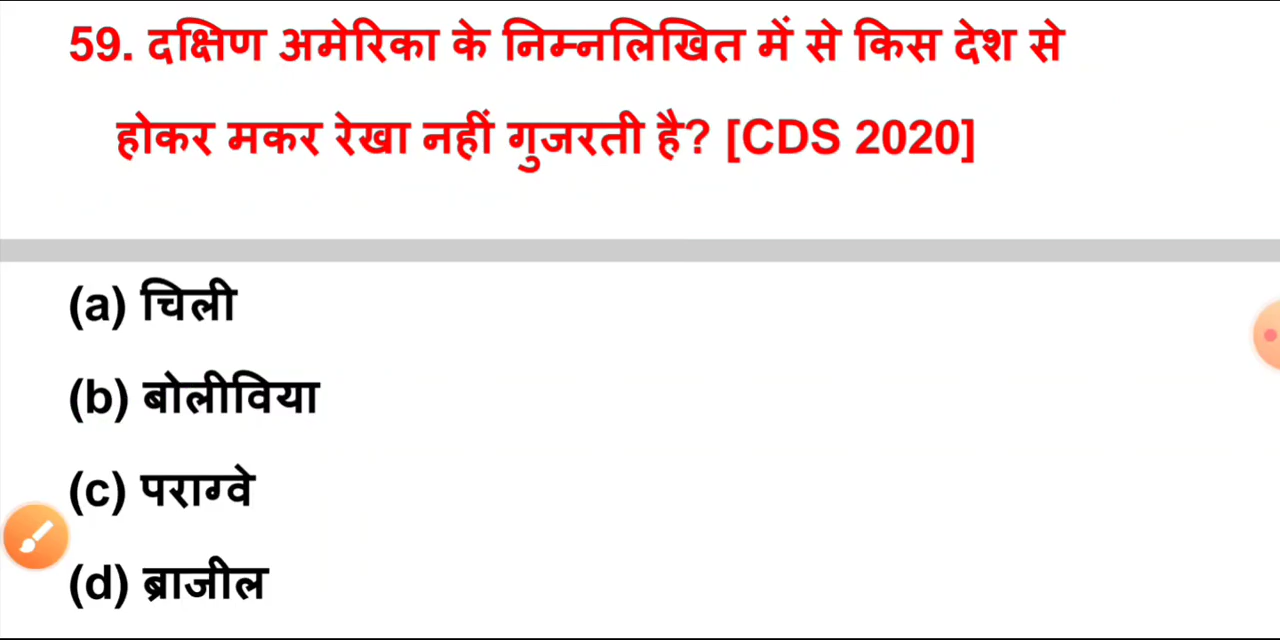 59. दक्षिण अमेरिका के निम्नलिखित में से किस देश से
होकर मकर रेखा नहीं गुजरती है? [CDS 2020]
(a) चिली
(b) बोलीविया
(c) पराग्वे
(d) ब्राजील